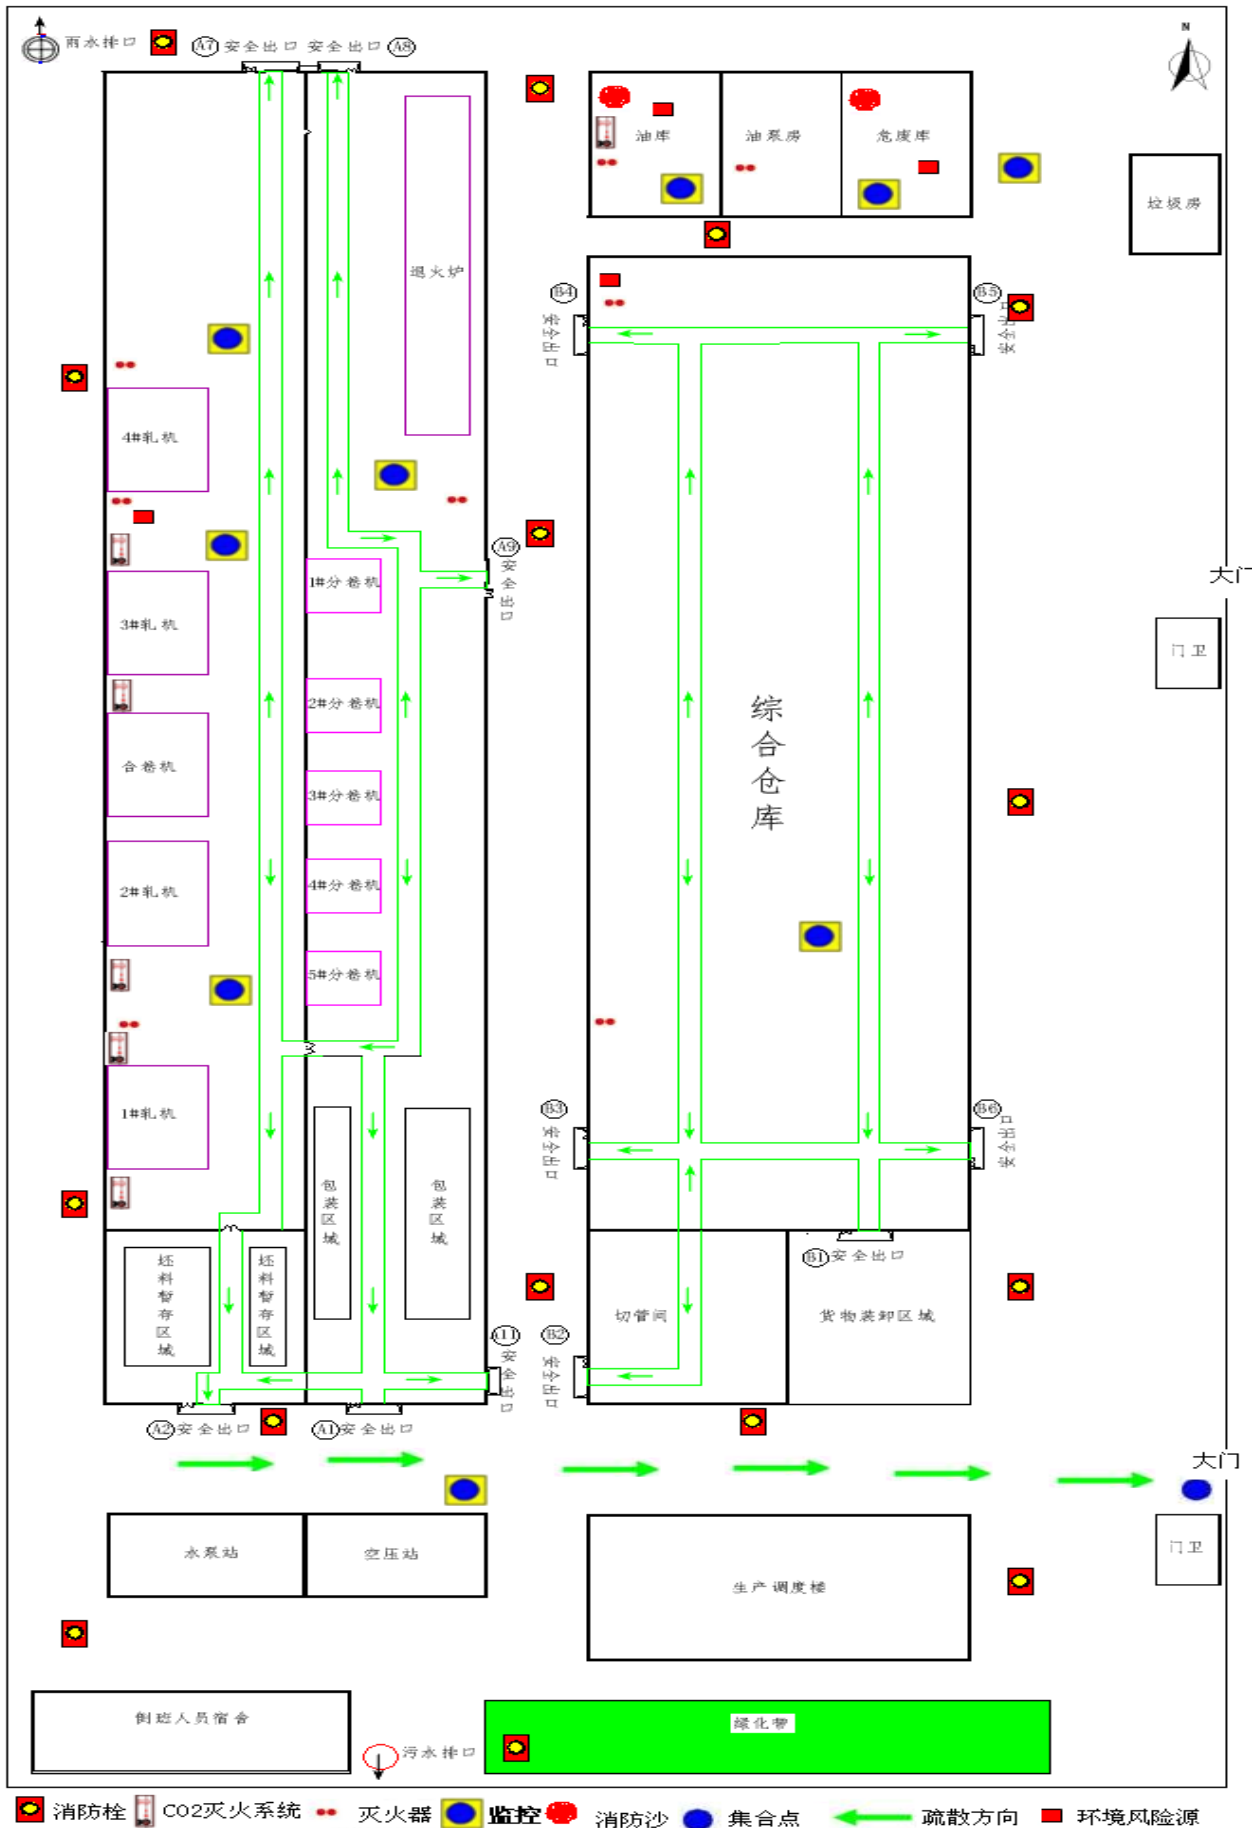 雨水排口
A7 安全出口 安全出口 A8
N
油库
油泵房
危废库
垃圾房
退火炉
B4
安全出口
B5
安全出口
4#轧机
A9
安全出口
大门
1#分卷机
3#轧机
门卫
2#分卷机
综合仓库
合卷机
3#分卷机
2#轧机
4#分卷机
5#分卷机
1#轧机
B3
安全出口
B6
安全出口
包装区域
包装区域
坯料暂存区域
坯料暂存区域
B1 安全出口
切管间
货物装卸区域
A11
安全出口
B2
安全出口
A2 安全出口
A1 安全出口
大门
水泵站
空压站
门卫
生产调度楼
倒班人员宿舍
绿化带
污水排口
消防栓 CO2灭火系统 灭火器 监控 消防沙 集合点 疏散方向 环境风险源